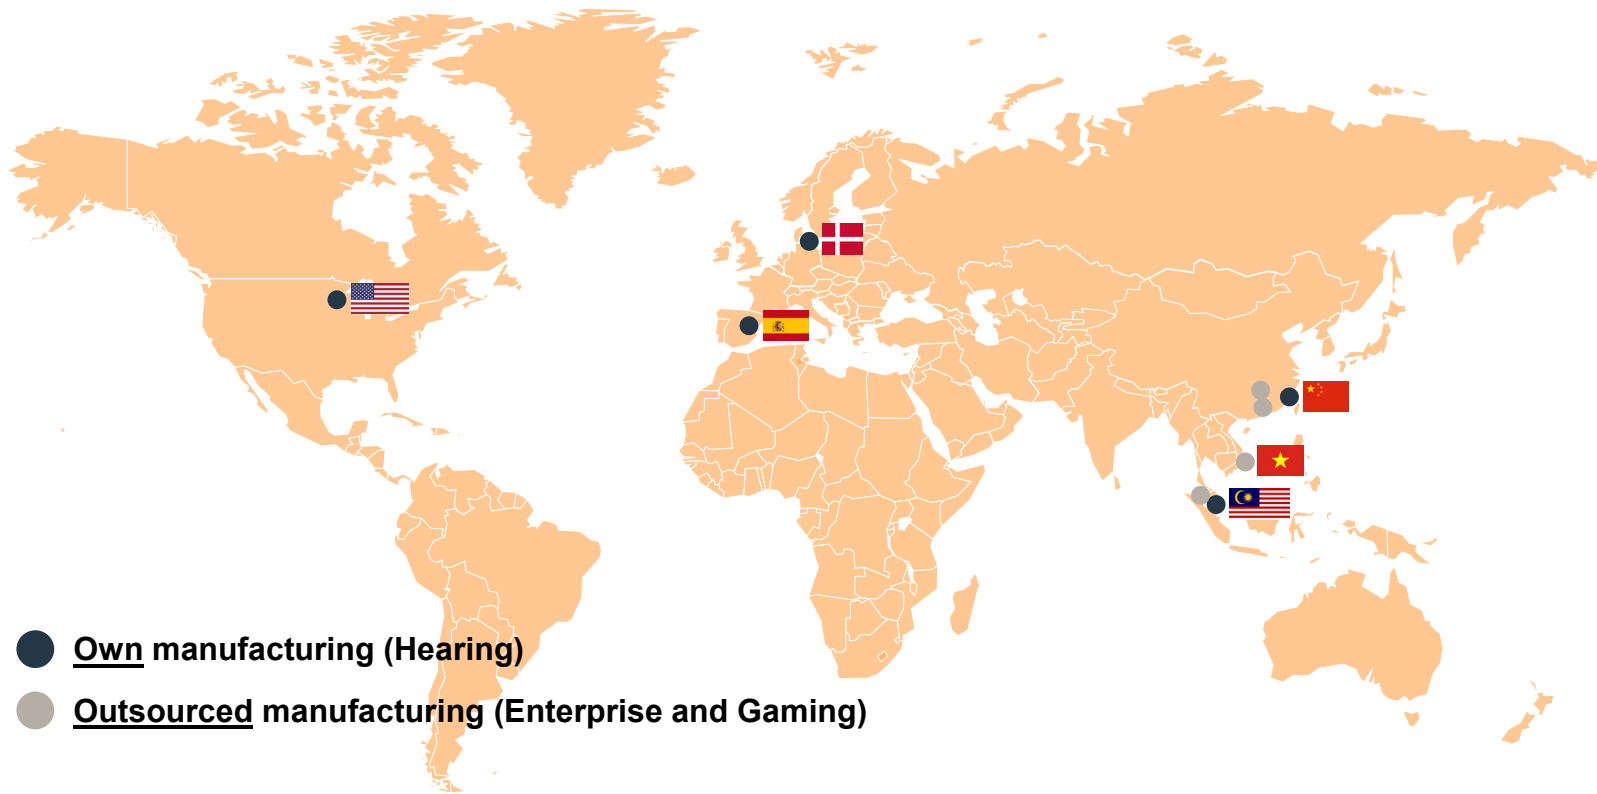 Own manufacturing (Hearing)
Outsourced manufacturing (Enterprise and Gaming)